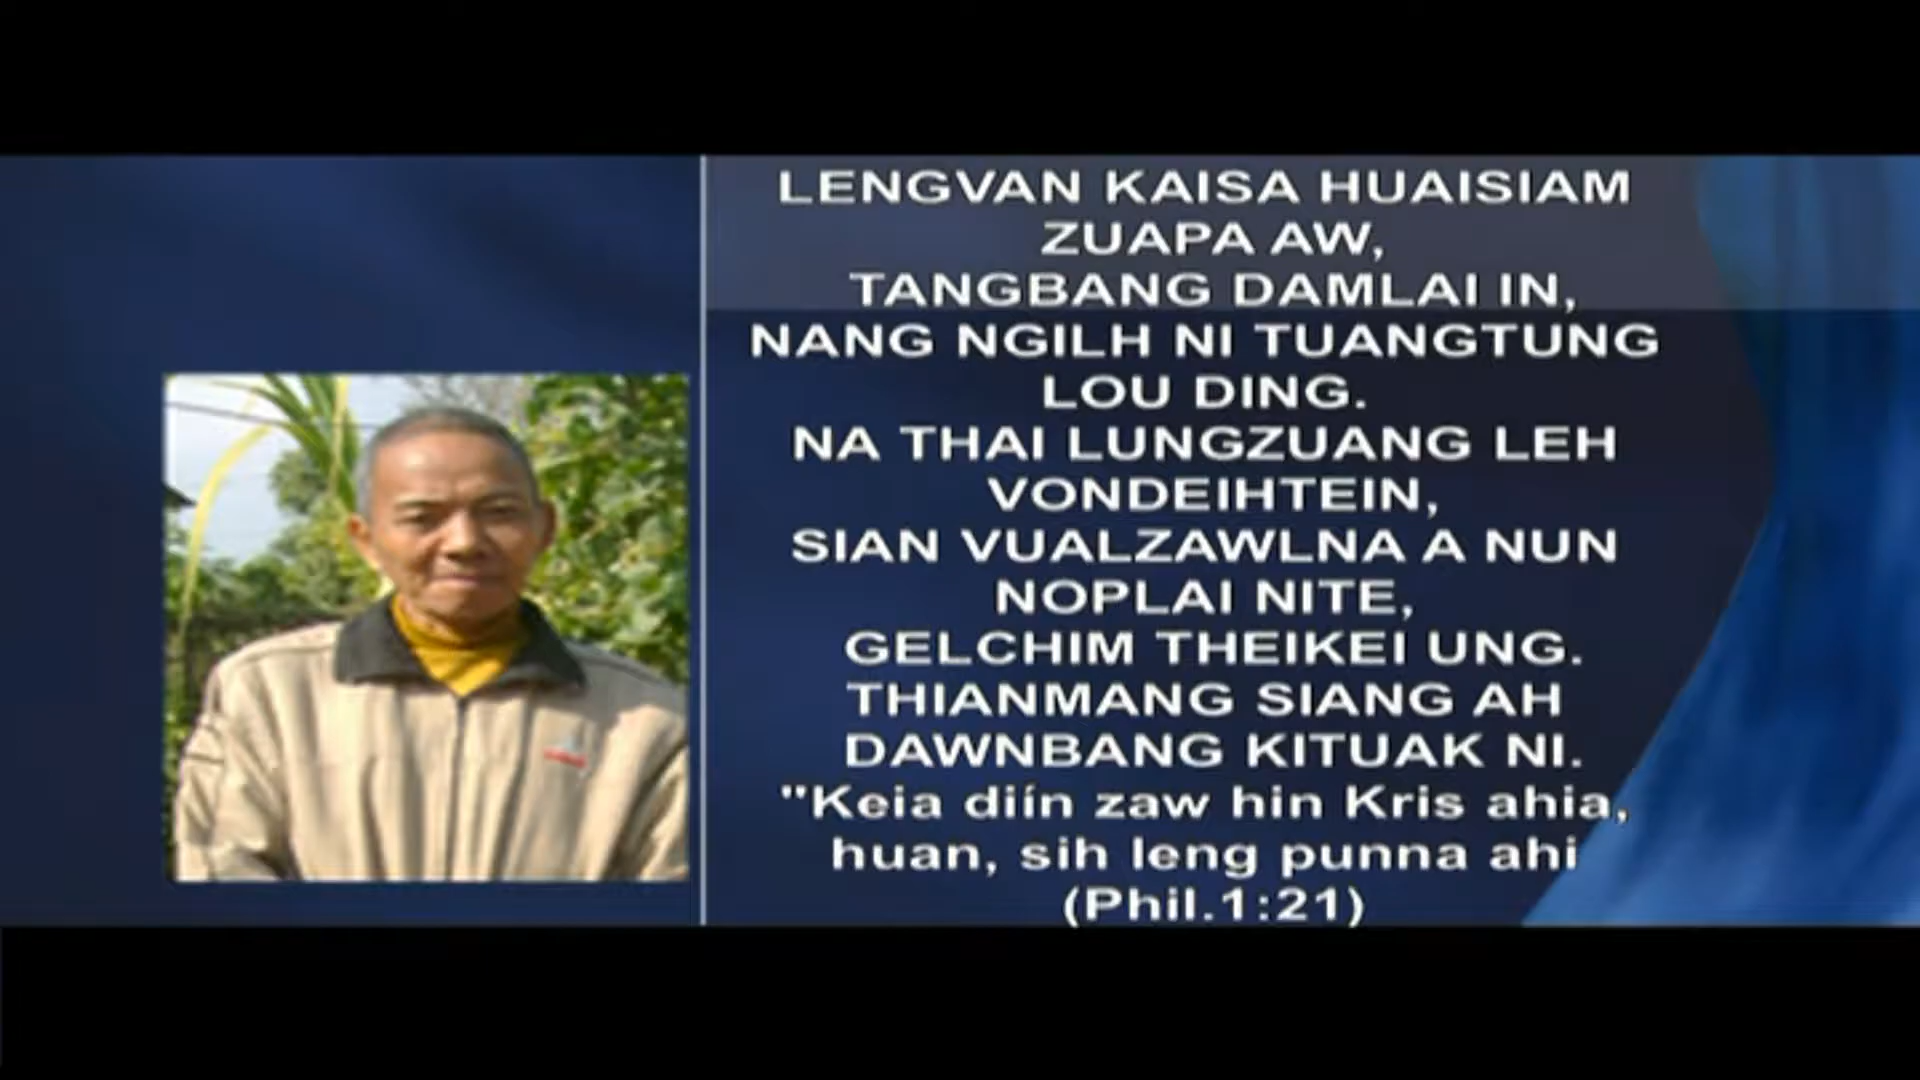 LENGVAN KAISA HUAISIAM
ZUAPA AW,
TANGBANG DAMLAI IN,
NANG NGILH NI TUANGTUNG
LOU DING.
NA THAI LUNGZUANG LEH
VONDEIHTEIN,
SIAN VUALZAWLNA A NUN
NOPLAI NITE,
GELCHIM THEIKEI UNG.
THIANMANG SIANG AH
DAWNBANG KITUAK NI.
"Keia diín zaw hin Kris ahia,
huan, sih leng punna ahi
(Phil.1:21)